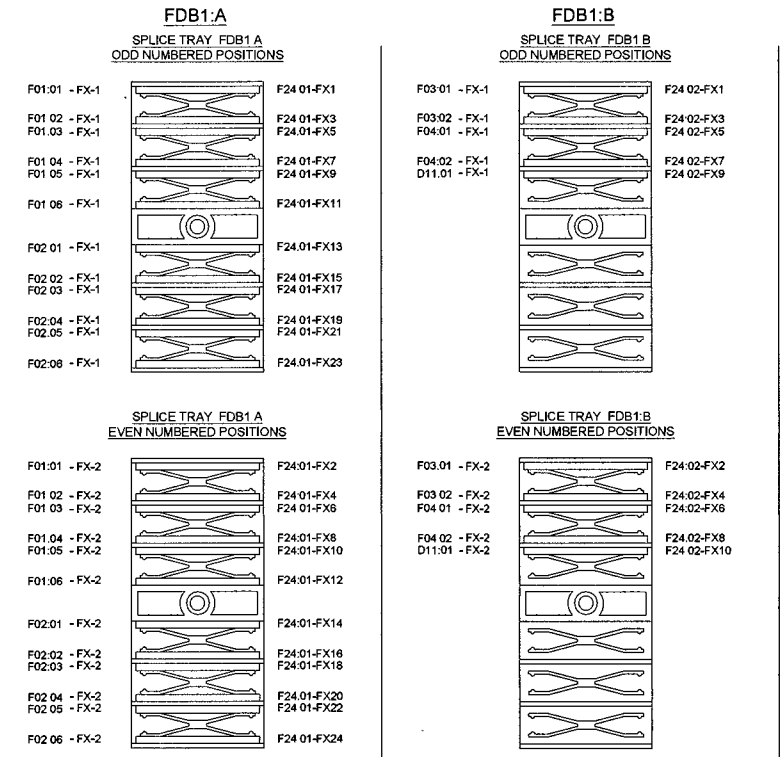 FDB1:A
SPLICE TRAY FDB1 A
ODD NUMBERED POSITIONS
F01:01 - FX-1 F24 01-FX1
F01 02 - FX-1 F24 01-FX3
F01.03 - FX-1 F24.01-FX5
F01 04 - FX-1 F24 01-FX7
F01 05 - FX-1 F24 01-FX9
F01 06 - FX-1 F24·01-FX11
F02 01 - FX-1 F24.01-FX13
F02 02 - FX-1 F24 01-FX15
F02 03 - FX-1 F24 01-FX17
F02:04 - FX-1 F24 01-FX19
F02.05 - FX-1 F24 01-FX21
F02:06 - FX-1 F24.01-FX23
SPLICE TRAY FDB1 A
EVEN NUMBERED POSITIONS
F01:01 - FX-2 F24:01-FX2
F01 02 - FX-2 F24:01-FX4
F01 03 - FX-2 F24 01-FX6
F01.04 - FX-2 F24:01-FX8
F01:05 - FX-2 F24:01-FX10
F01:06 - FX-2 F24:01-FX12
F02:01 - FX-2 F24:01-FX14
F02:02 - FX-2 F24:01-FX16
F02:03 - FX-2 F24:01-FX18
F02 04 - FX-2 F24.01-FX20
F02 05 - FX-2 F24:01-FX22
F02 06 - FX-2 F24 01-FX24
FDB1:B
SPLICE TRAY FDB1 B
ODD NUMBERED POSITIONS
F03·01 - FX-1 F24 02-FX1
F03:02 - FX-1 F24·02-FX3
F04:01 - FX-1 F24 02-FX5
F04:02 - FX-1 F24 02-FX7
D11.01 - FX-1 F24 02-FX9
SPLICE TRAY FDB1:B
EVEN NUMBERED POSITIONS
F03.01 - FX-2 F24:02-FX2
F03 02 - FX-2 F24:02-FX4
F04 01 - FX-2 F24:02-FX6
F04 02 - FX-2 F24.02-FX8
D11:01 - FX-2 F24 02-FX10